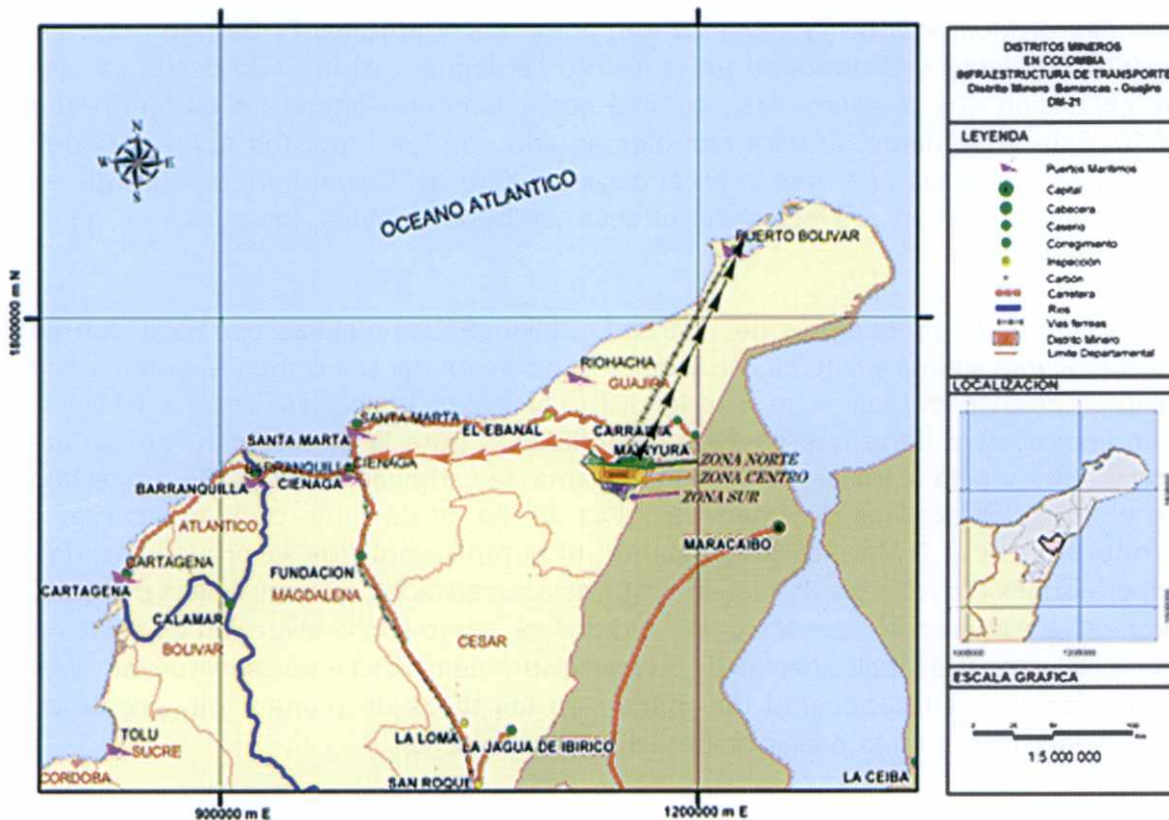 N
W E
S
OCEANO ATLANTICO
PUERTO BOLIVAR
RIOHACHA
GUAJIRA
SANTA MARTA
EL EBANAL
CARRAIPIA
SANTA MARTA
MAJAYURA
ZONA NORTE
ZONA CENTRO
ZONA SUR
BARRANQUILLA
CIENAGA
BARRANQUILLA
CIENAGA
ATLANTICO
MARACAIBO
CARTAGENA
CARTAGENA
FUNDACION
MAGDALENA
CALAMAR
BOLIVAR
CESAR
TOLU
SUCRE
CORDOBA
LA LOMA
LA JAGUA DE IBIRICO
SAN ROQUE
LA CEIBA
1800000 m N
900000 m E
1200000 m E
DISTRITOS MINEROS
EN COLOMBIA
INFRAESTRUCTURA DE TRANSPORTE
Distrito Minero Barrancas - Guajira
DM-21
LEYENDA
Puertos Maritimos
Capital
Cabecera
Caserio
Corregimiento
Inspección
Carbón
Carretera
Rios
Vias ferreas
Distrito Minero
Limite Departamental
LOCALIZACION
1200000
ESCALA GRAFICA
1:5 000 000